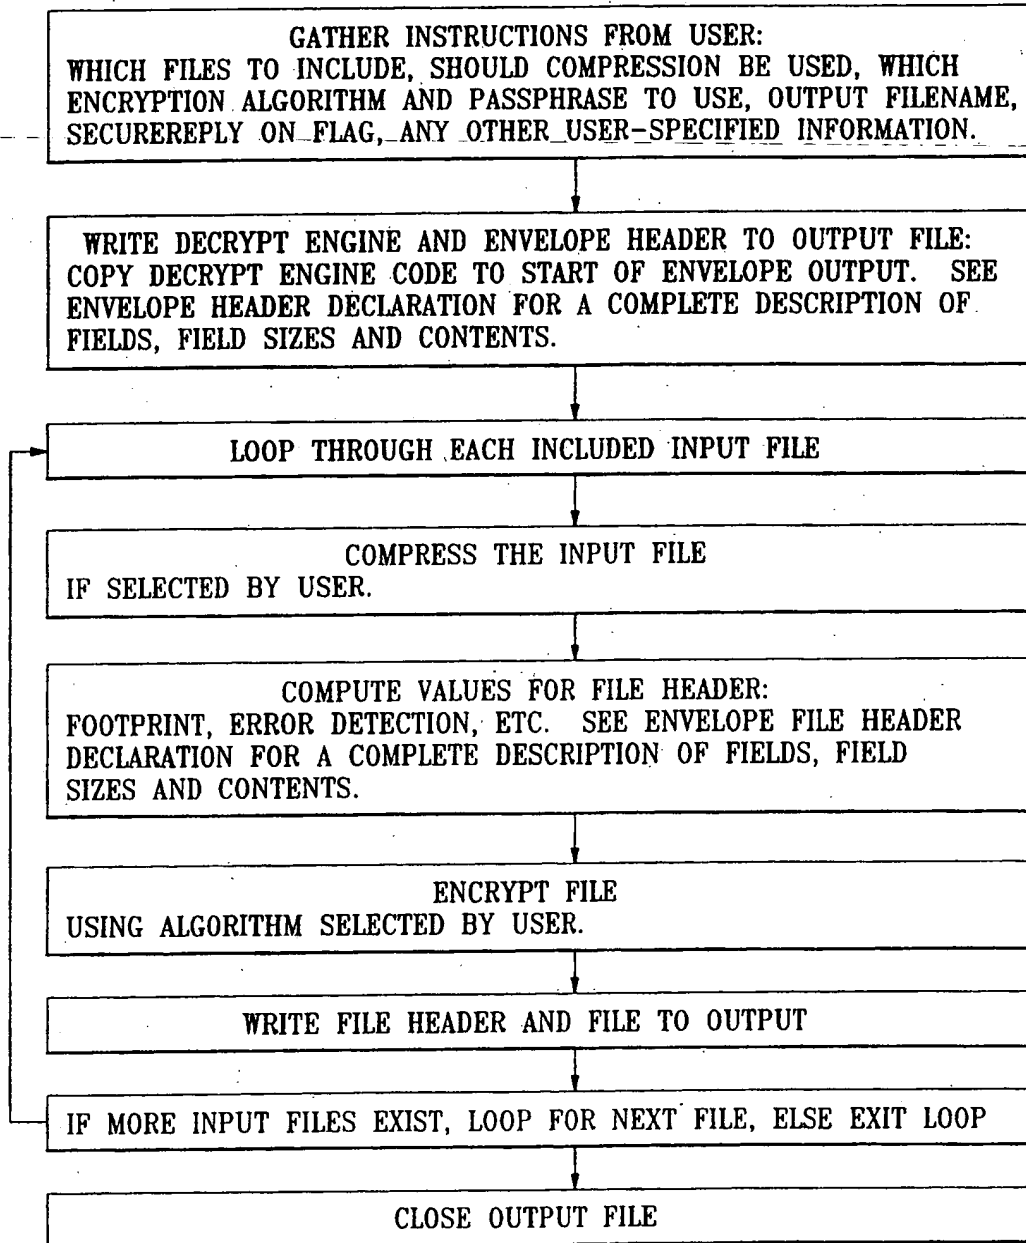 GATHER INSTRUCTIONS FROM USER:
WHICH FILES TO INCLUDE, SHOULD COMPRESSION BE USED, WHICH
ENCRYPTION ALGORITHM AND PASSPHRASE TO USE, OUTPUT FILENAME,
SECUREREPLY ON FLAG, ANY OTHER USER-SPECIFIED INFORMATION.
WRITE DECRYPT ENGINE AND ENVELOPE HEADER TO OUTPUT FILE:
COPY DECRYPT ENGINE CODE TO START OF ENVELOPE OUTPUT. SEE
ENVELOPE HEADER DECLARATION FOR A COMPLETE DESCRIPTION OF
FIELDS, FIELD SIZES AND CONTENTS.
LOOP THROUGH EACH INCLUDED INPUT FILE
COMPRESS THE INPUT FILE
IF SELECTED BY USER.
COMPUTE VALUES FOR FILE HEADER:
FOOTPRINT, ERROR DETECTION, ETC. SEE ENVELOPE FILE HEADER
DECLARATION FOR A COMPLETE DESCRIPTION OF FIELDS, FIELD
SIZES AND CONTENTS.
ENCRYPT FILE
USING ALGORITHM SELECTED BY USER.
WRITE FILE HEADER AND FILE TO OUTPUT
IF MORE INPUT FILES EXIST, LOOP FOR NEXT FILE, ELSE EXIT LOOP
CLOSE OUTPUT FILE